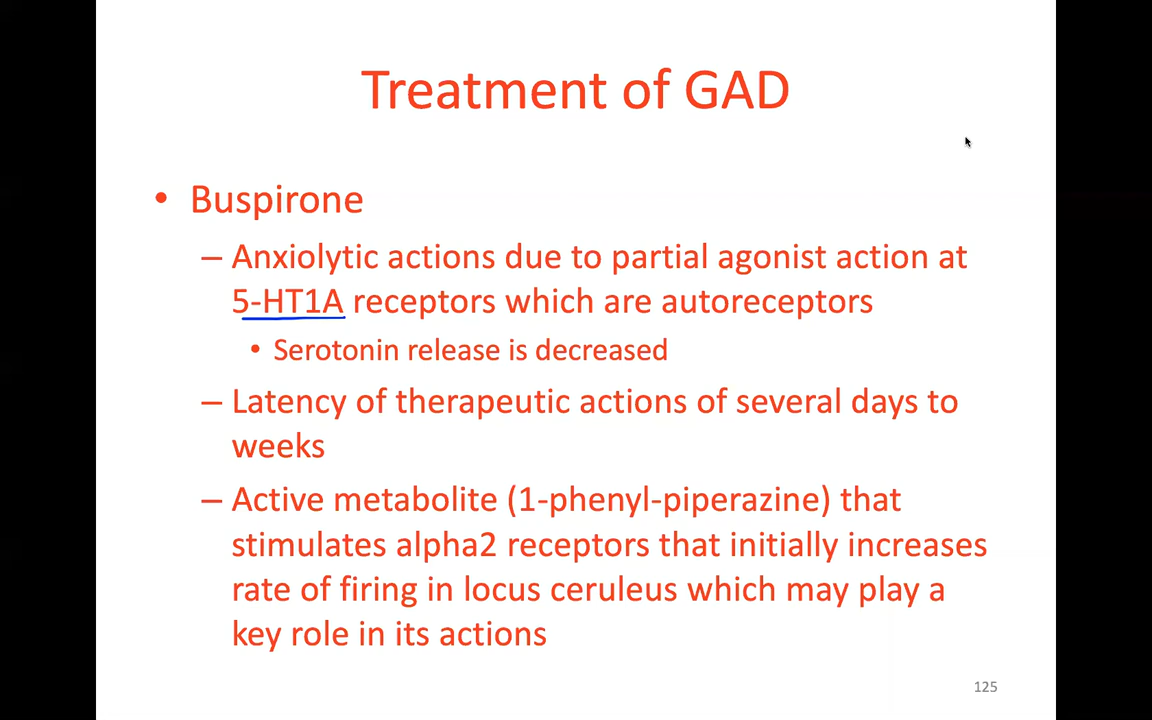 Treatment of GAD
• Buspirone
– Anxiolytic actions due to partial agonist action at
5-HT1A receptors which are autoreceptors
• Serotonin release is decreased
– Latency of therapeutic actions of several days to
weeks
– Active metabolite (1-phenyl-piperazine) that
stimulates alpha2 receptors that initially increases
rate of firing in locus ceruleus which may play a
key role in its actions
125